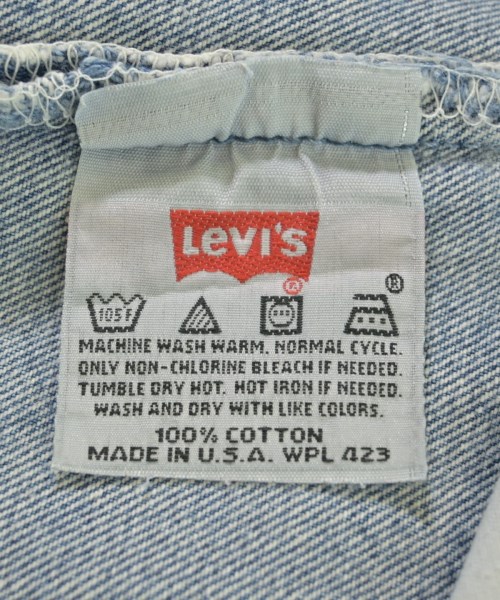 Levi's
®
®
105F
MACHINE WASH WARM. NORMAL CYCLE.
ONLY NON-CHLORINE BLEACH IF NEEDED.
TUMBLE DRY HOT. HOT IRON IF NEEDED.
WASH AND DRY WITH LIKE COLORS.
100% COTTON
MADE IN U.S.A. WPL 423